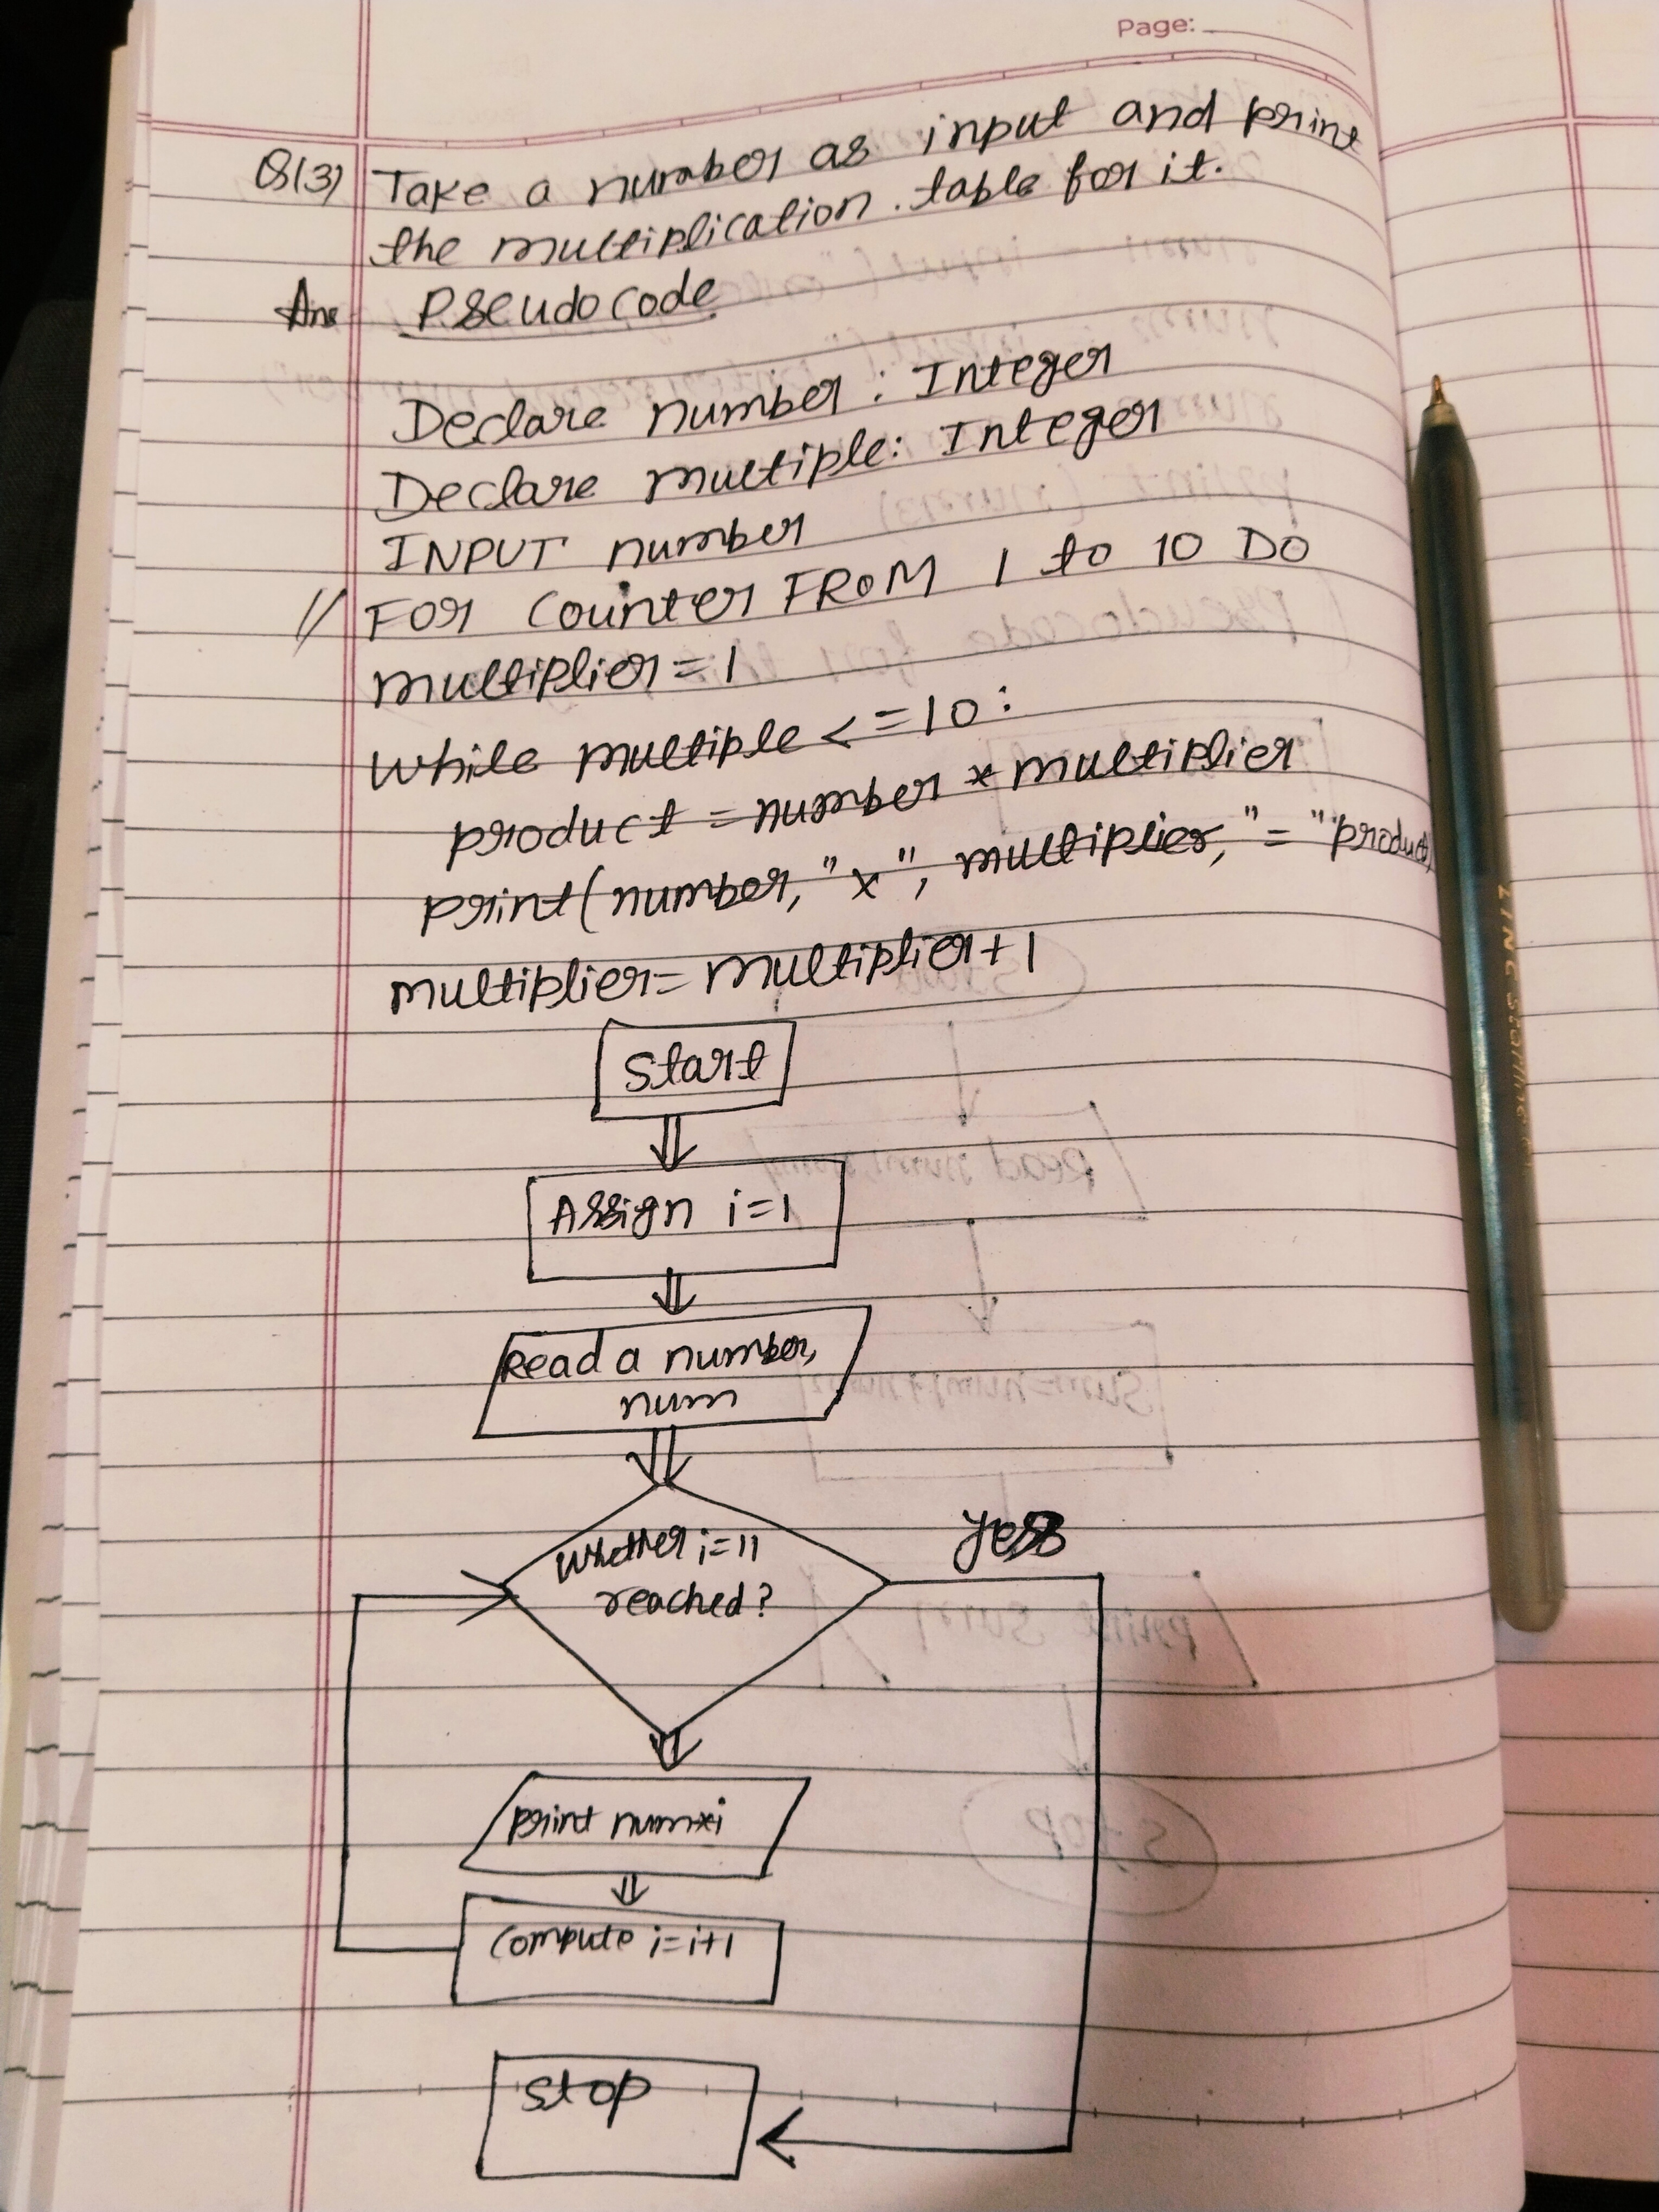 Page:
Q(3) Take a number as input and print
the multiplication. table for it.
Ans Pseudocode
Declare number : Integer
Declare multiple: Integer
INPUT number
// FOR Counter FROM 1 to 10 DO
multiplier = 1
While multiple <= 10 :
product = number * multiplier
print(number, "x", multiplier, "=" "product
multiplier = multiplier + 1
Start
Assign i=1
Read a number,
num
Whether i=11
reached?
yes
print num*i
compute i=i+1
Stop